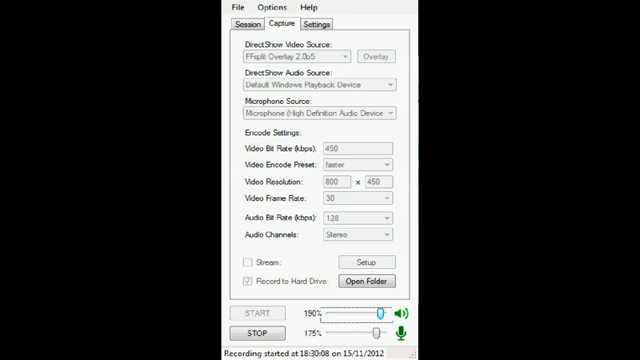 File Options Help
Session Capture Settings
DirectShow Video Source:
FFsplit Overlay 2.0b5 Overlay
DirectShow Audio Source:
Default Windows Playback Device
Microphone Source:
Microphone (High Definition Audio Device
Encode Settings:
Video Bit Rate (kbps): 450
Video Encode Preset: faster
Video Resolution: 800 x 450
Video Frame Rate: 30
Audio Bit Rate (kbps): 128
Audio Channels: Stereo
Stream: Setup
Record to Hard Drive: Open Folder
START 190%
STOP 175%
Recording started at 18:30:08 on 15/11/2012